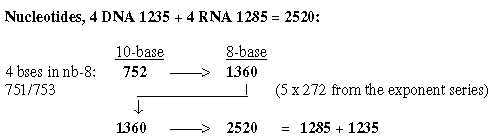 Nucleotides, 4 DNA 1235 + 4 RNA 1285 = 2520:
10-base 8-base
4 bses in nb-8: 752 ——> 1360
751/753 (5 x 272 from the exponent series)
1360 ——> 2520 = 1285 + 1235